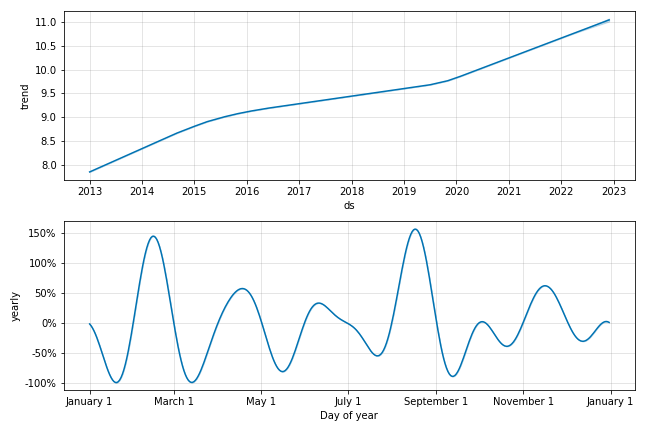 11.0
10.5
10.0
9.5
9.0
8.5
8.0
trend
2013 2014 2015 2016 2017 2018 2019 2020 2021 2022 2023
ds
150%
100%
50%
0%
-50%
-100%
yearly
January 1 March 1 May 1 July 1 September 1 November 1 January 1
Day of year